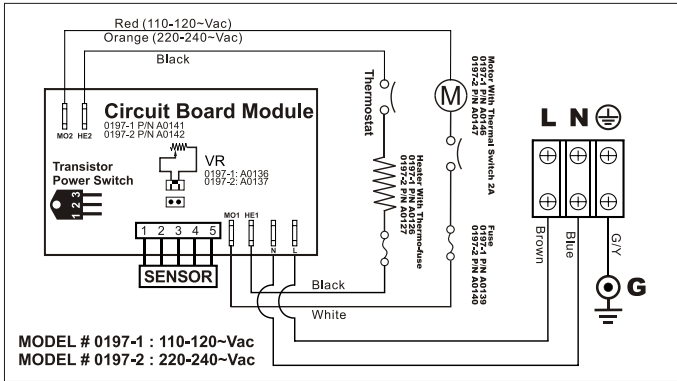 Red (110-120~Vac)
Orange (220-240~Vac)
Black
MO2
HE2
Circuit Board Module
0197-1 P/N A0141
0197-2 P/N A0142
Transistor
Power Switch
1 2 3
VR
0197-1: A0136
0197-2: A0137
1 2 3 4 5
SENSOR
MO1
HE1
N
L
Black
White
Thermostat
Heater With Thermo-fuse
0197-1 P/N A0126
0197-2 P/N A0127
M
Motor With Thermal Switch 2A
0197-1 P/N A0146
0197-2 P/N A0147
Fuse
0197-1 P/N A0139
0197-2 P/N A0140
L N
Brown
Blue
G/Y
G
MODEL # 0197-1 : 110-120~Vac
MODEL # 0197-2 : 220-240~Vac